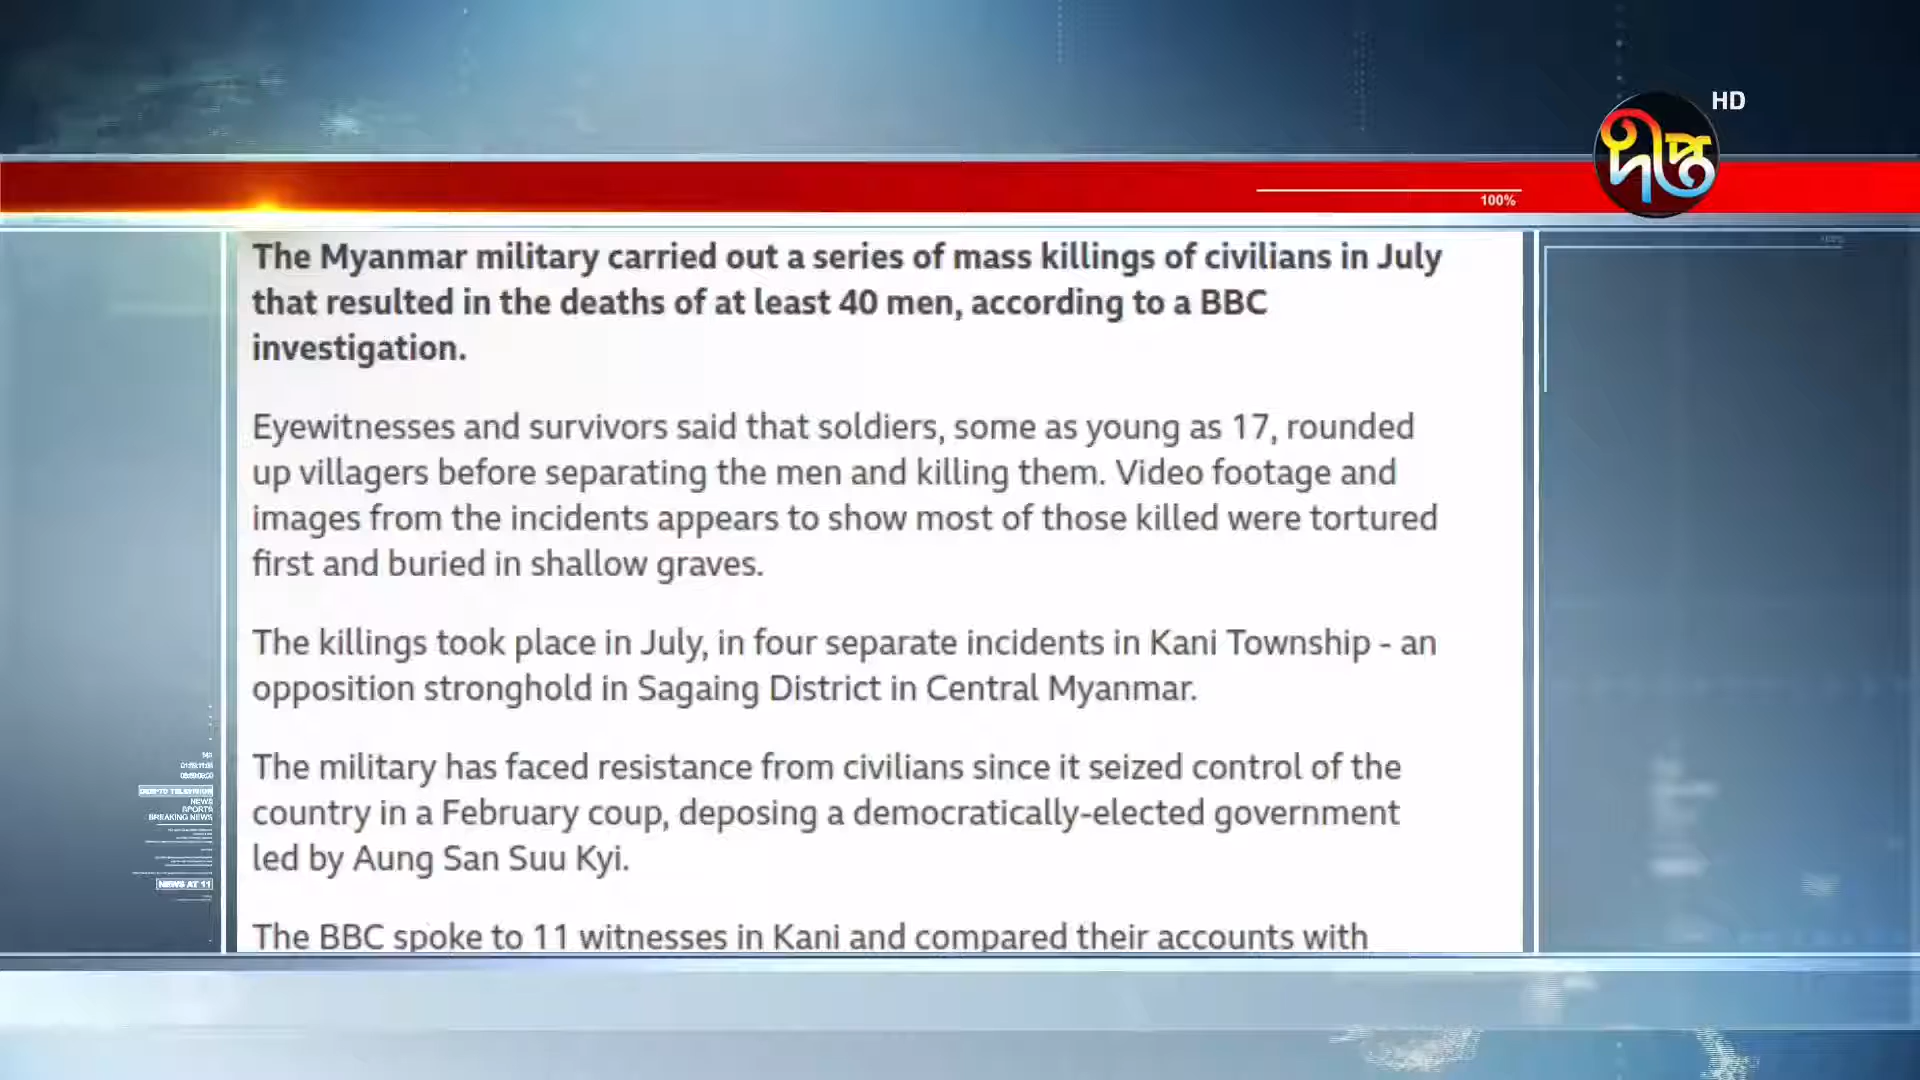 HD
দীপ্ত
100%
The Myanmar military carried out a series of mass killings of civilians in July
that resulted in the deaths of at least 40 men, according to a BBC
investigation.
Eyewitnesses and survivors said that soldiers, some as young as 17, rounded
up villagers before separating the men and killing them. Video footage and
images from the incidents appears to show most of those killed were tortured
first and buried in shallow graves.
The killings took place in July, in four separate incidents in Kani Township - an
opposition stronghold in Sagaing District in Central Myanmar.
The military has faced resistance from civilians since it seized control of the
country in a February coup, deposing a democratically-elected government
led by Aung San Suu Kyi.
The BBC spoke to 11 witnesses in Kani and compared their accounts with
NEWS
SPORTS
BREAKING NEWS
NEWS AT 11